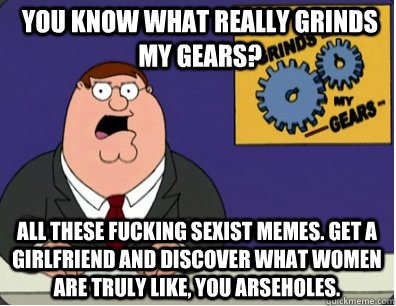 YOU KNOW WHAT REALLY GRINDS
MY GEARS?
GRINDS
MY
GEARS
ALL THESE FUCKING SEXIST MEMES. GET A
GIRLFRIEND AND DISCOVER WHAT WOMEN
ARE TRULY LIKE, YOU ARSEHOLES.
quickmeme.com